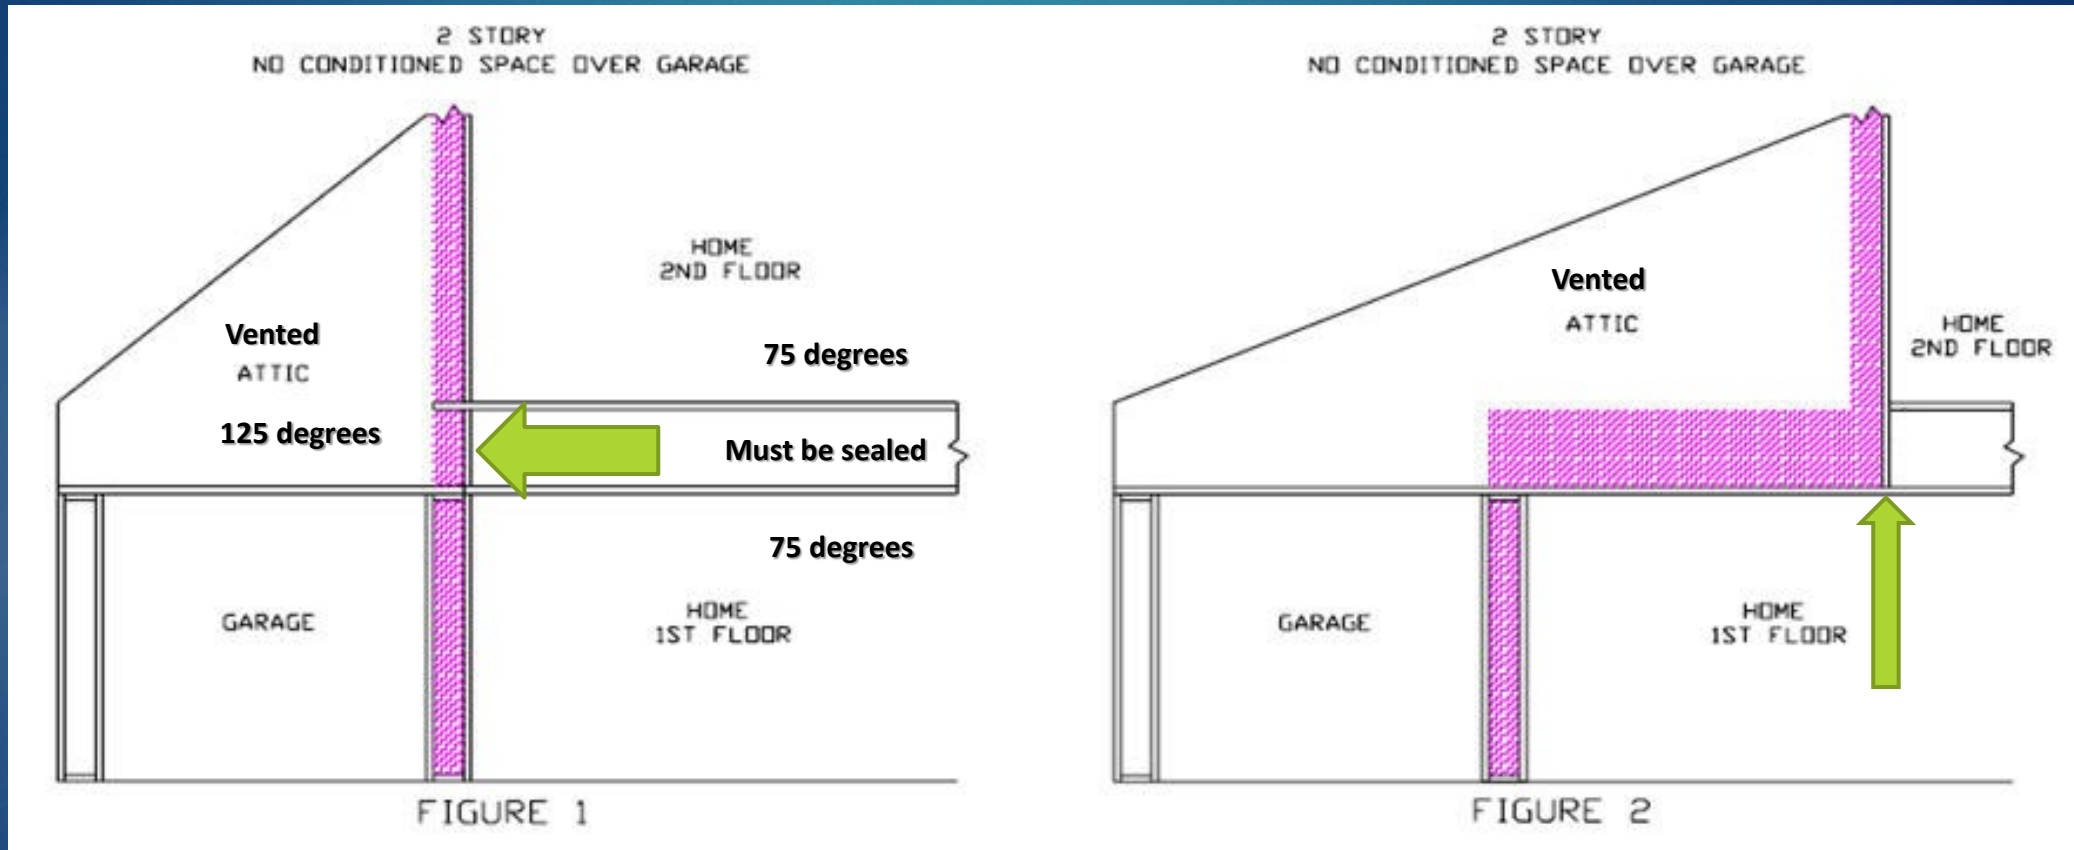 2 STORY
NO CONDITIONED SPACE OVER GARAGE
HOME
2ND FLOOR
Vented
ATTIC
75 degrees
125 degrees
Must be sealed
75 degrees
GARAGE
HOME
1ST FLOOR
FIGURE 1
2 STORY
NO CONDITIONED SPACE OVER GARAGE
Vented
ATTIC
HOME
2ND FLOOR
GARAGE
HOME
1ST FLOOR
FIGURE 2